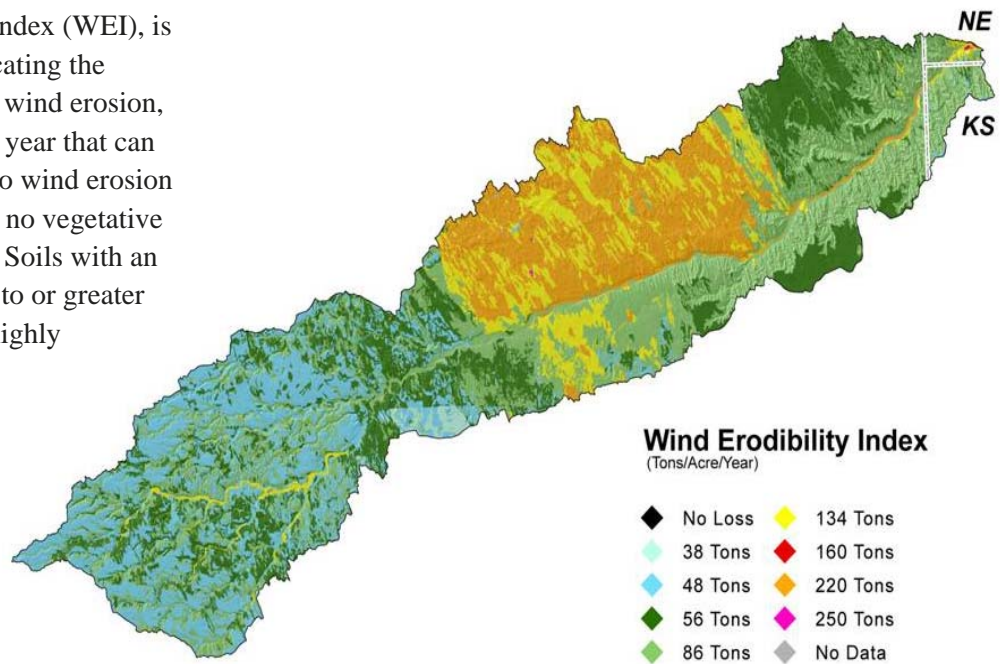 ndex (WEI), is
cating the
wind erosion,
year that can
o wind erosion
no vegetative
Soils with an
to or greater
ighly
NE
KS
Wind Erodibility Index
(Tons/Acre/Year)
No Loss
38 Tons
48 Tons
56 Tons
86 Tons
134 Tons
160 Tons
220 Tons
250 Tons
No Data